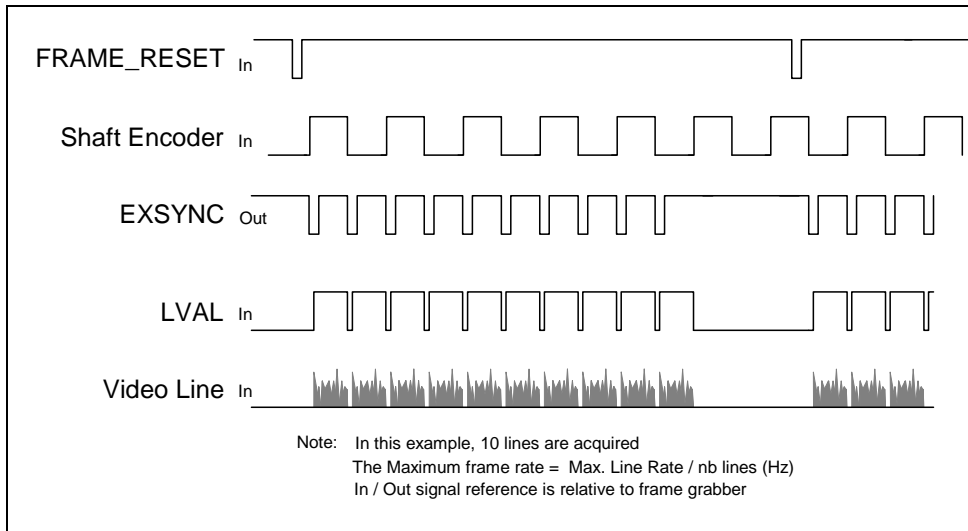 FRAME_RESET In
Shaft Encoder In
EXSYNC Out
LVAL In
Video Line In
Note: In this example, 10 lines are acquired
The Maximum frame rate = Max. Line Rate / nb lines (Hz)
In / Out signal reference is relative to frame grabber